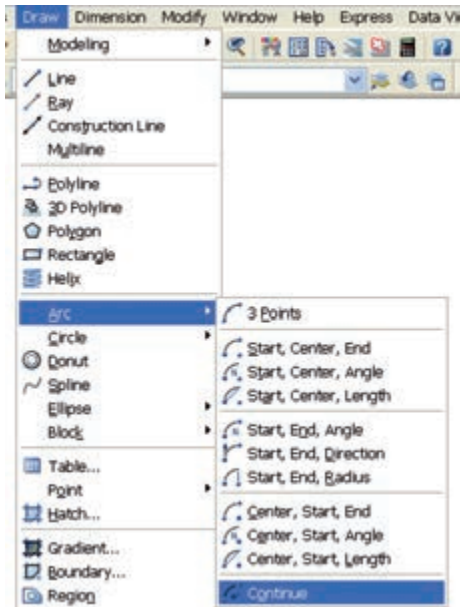 Draw Dimension Modify Window Help Express
Modeling
Line
Ray
Construction Line
Multiline
Polyline
3D Polyline
Polygon
Rectangle
Helix
Arc
Circle
Donut
Spline
Ellipse
Block
Table...
Point
Hatch...
Gradient...
Boundary...
Region
3 Points
Start, Center, End
Start, Center, Angle
Start, Center, Length
Start, End, Angle
Start, End, Direction
Start, End, Radius
Center, Start, End
Center, Start, Angle
Center, Start, Length
Continue